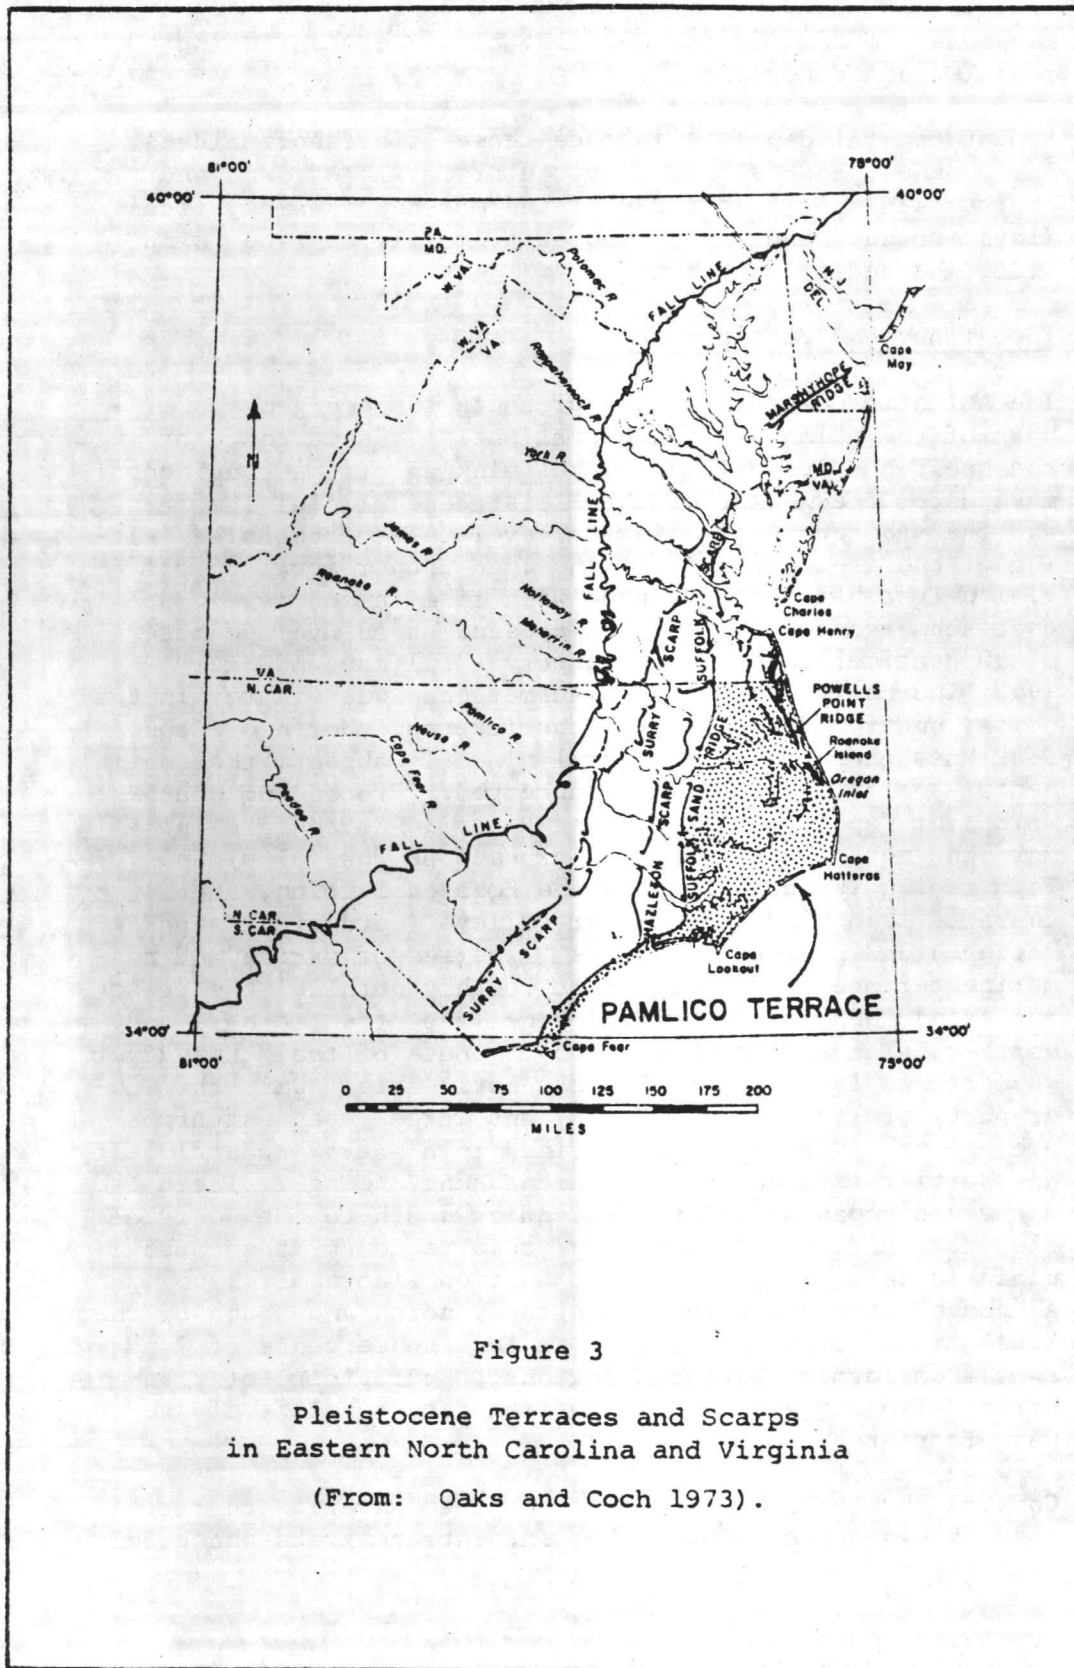 81°00'
75°00'
40°00'
40°00'
PA.
MD.
W. VA.
Potomac R
FALL LINE
N. J.
DEL
Cape
May
W. VA
VA
Rappahannock R
MARSHYHOPE
RIDGE
N
York R.
MD.
VA.
James R
FALL LINE
SCARP
Roanoke R.
Cape
Charles
Nottoway R
Meherrin R
SCARP
SUFFOLK
Cape Henry
VA.
N. CAR.
POWELLS
POINT
RIDGE
Pamlico R
Neuse R
SURRY
RIDGE
Roanoke
Island
Cape Fear R
Oregon
Inlet
Peedee R
SCARP
SAND
FALL LINE
HAZLETON
SUFFOLK
Cape
Hatteras
N. CAR.
S. CAR.
SURRY SCARP
Cape
Lookout
PAMLICO TERRACE
34°00'
34°00'
81°00'
Cape Fear
75°00'
0 25 50 75 100 125 150 175 200
MILES
Figure 3
Pleistocene Terraces and Scarps
in Eastern North Carolina and Virginia
(From: Oaks and Coch 1973).